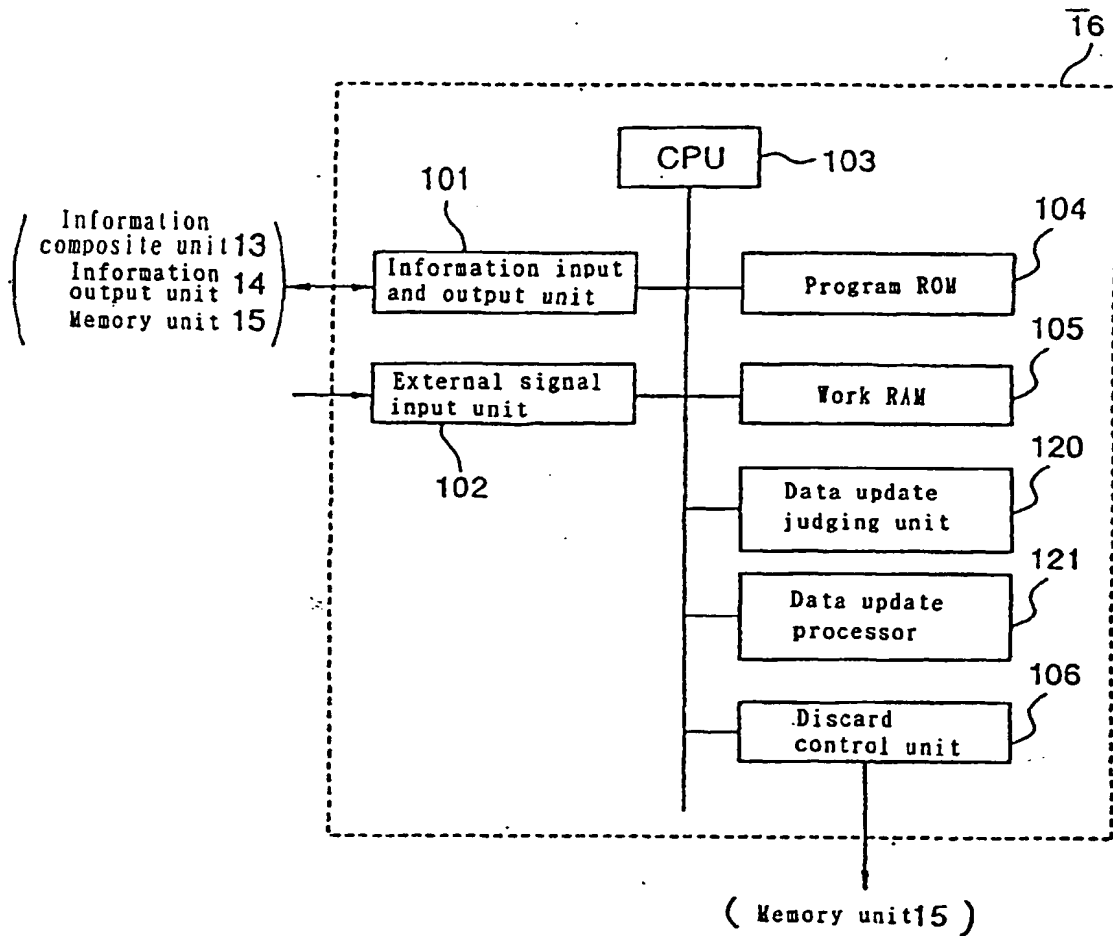 16
CPU
103
101
104
Information
composite unit 13
Information
output unit 14
Memory unit 15
Information input
and output unit
Program ROM
105
External signal
input unit
Work RAM
102
120
Data update
judging unit
121
Data update
processor
106
Discard
control unit
( Memory unit 15 )